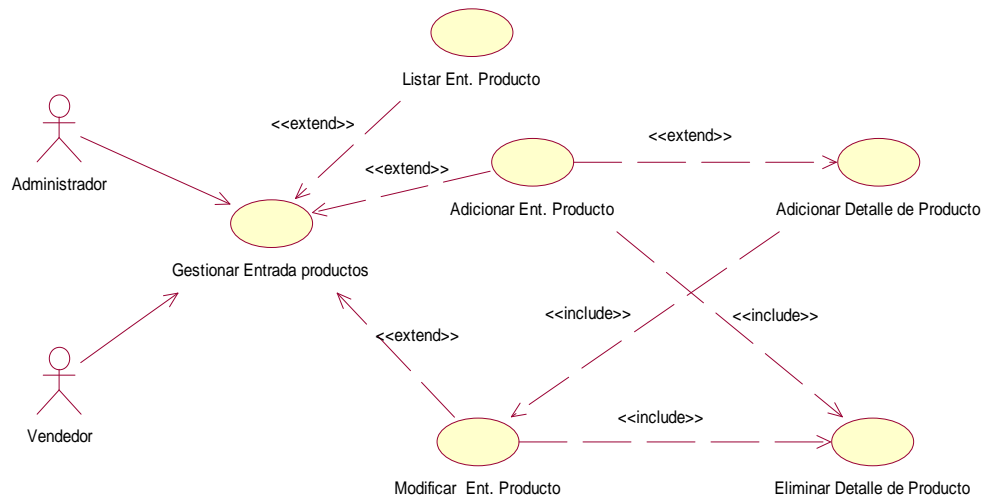 Listar Ent. Producto
<<extend>>
<<extend>>
<<extend>>
Administrador
Adicionar Ent. Producto
Adicionar Detalle de Producto
Gestionar Entrada productos
<<include>>
<<include>>
<<extend>>
<<include>>
Vendedor
Modificar Ent. Producto
Eliminar Detalle de Producto